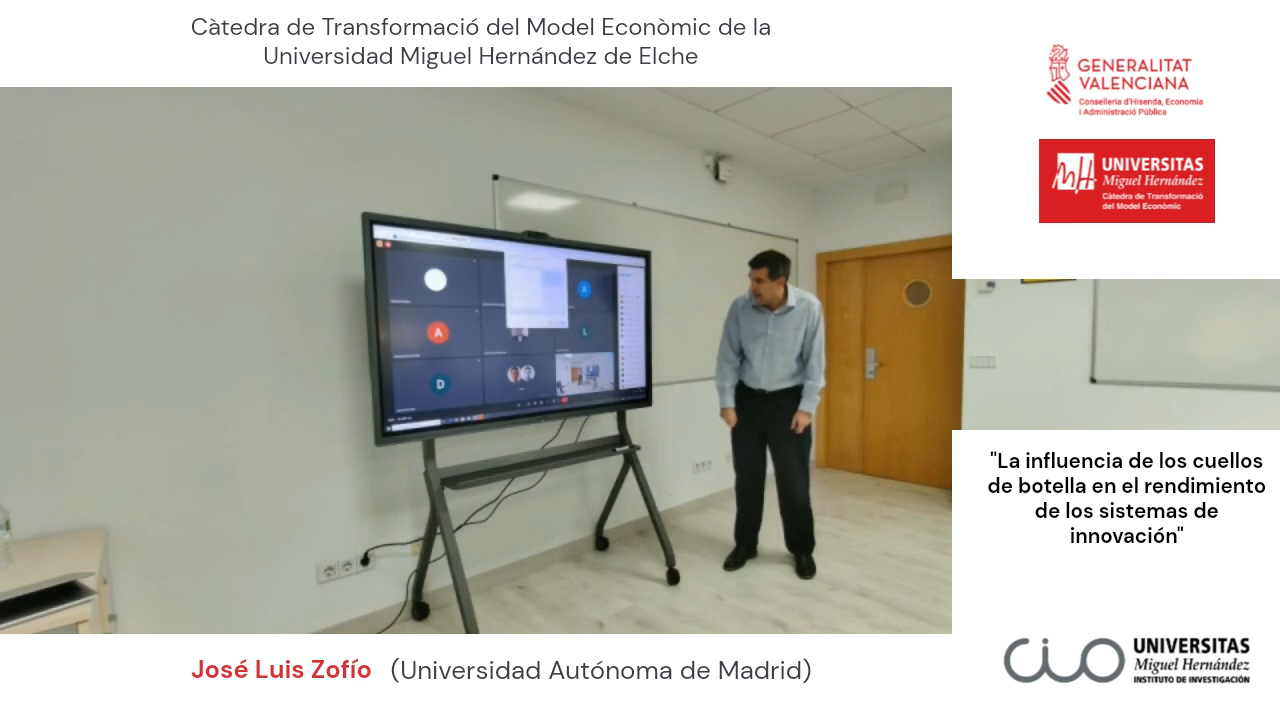 Càtedra de Transformació del Model Econòmic de la
Universidad Miguel Hernández de Elche
GENERALITAT
VALENCIANA
Conselleria d'Hisenda, Economia
i Administració Pública
UNIVERSITAS
Miguel Hernández
Càtedra de Transformació
del Model Econòmic
A
A
L
D
"La influencia de los cuellos
de botella en el rendimiento
de los sistemas de
innovación"
José Luis Zofío (Universidad Autónoma de Madrid)
CIO
UNIVERSITAS
Miguel Hernández
INSTITUTO DE INVESTIGACIÓN